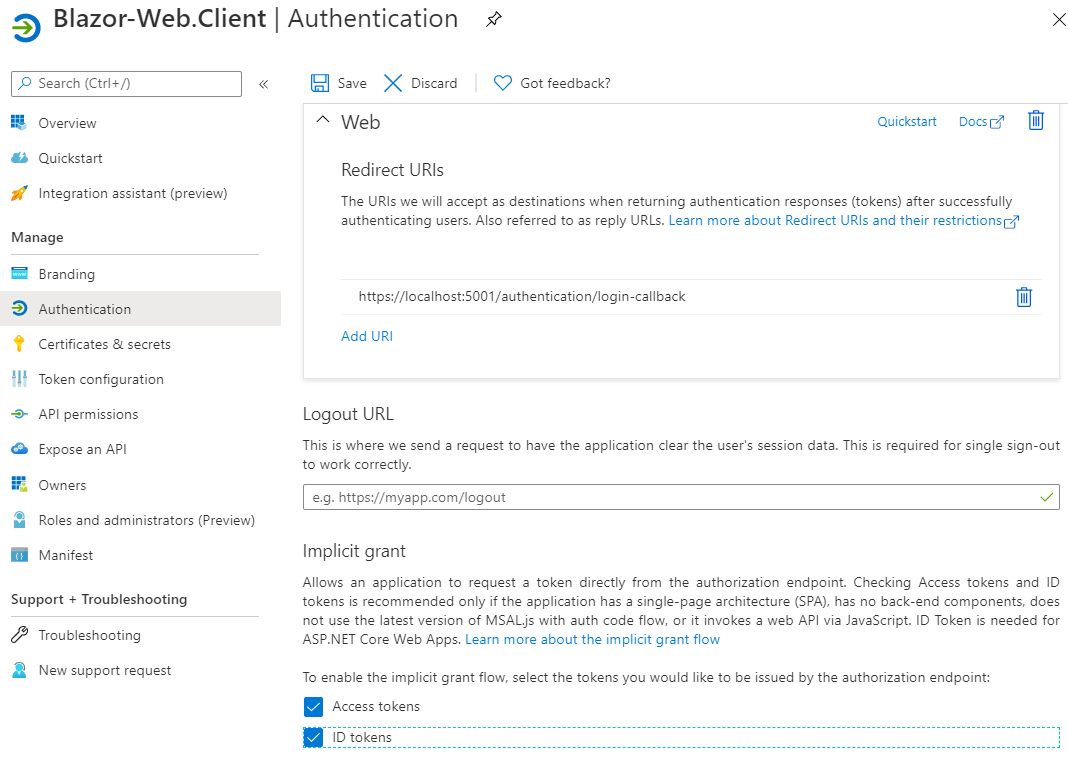 Blazor-Web.Client | Authentication
Search (Ctrl+/)
«
Overview
Quickstart
Integration assistant (preview)
Manage
Branding
Authentication
Certificates & secrets
Token configuration
API permissions
Expose an API
Owners
Roles and administrators (Preview)
Manifest
Support + Troubleshooting
Troubleshooting
New support request
Save Discard Got feedback?
Web Quickstart Docs
Redirect URIs
The URIs we will accept as destinations when returning authentication responses (tokens) after successfully
authenticating users. Also referred to as reply URLs. Learn more about Redirect URIs and their restrictions
https://localhost:5001/authentication/login-callback
Add URI
Logout URL
This is where we send a request to have the application clear the user's session data. This is required for single sign-out
to work correctly.
e.g. https://myapp.com/logout
Implicit grant
Allows an application to request a token directly from the authorization endpoint. Checking Access tokens and ID
tokens is recommended only if the application has a single-page architecture (SPA), has no back-end components, does
not use the latest version of MSAL.js with auth code flow, or it invokes a web API via JavaScript. ID Token is needed for
ASP.NET Core Web Apps. Learn more about the implicit grant flow
To enable the implicit grant flow, select the tokens you would like to be issued by the authorization endpoint:
Access tokens
ID tokens